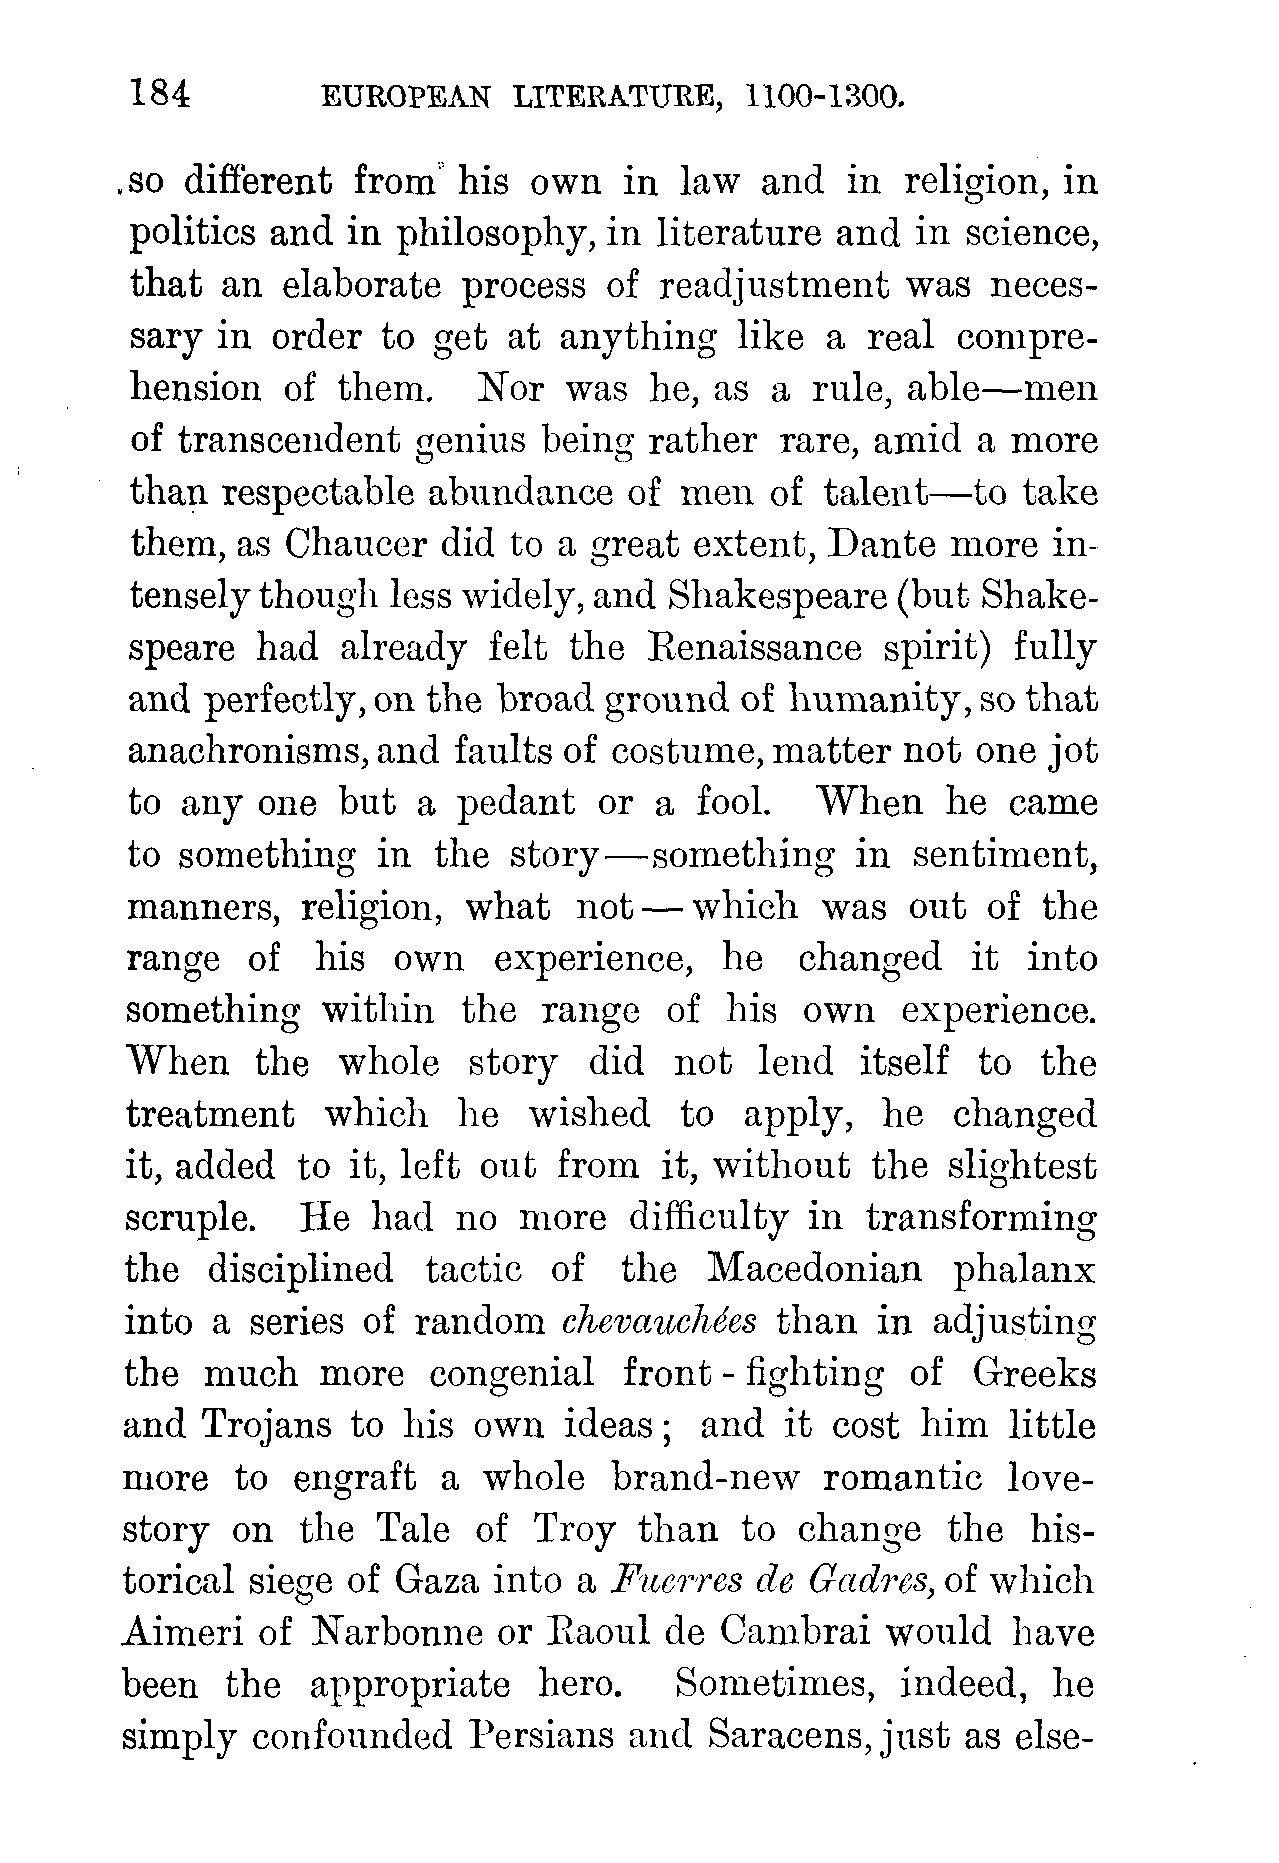 184 EUROPEAN LITERATURE, 1100-1300.
so different from his own in law and in religion, in
politics and in philosophy, in literature and in science,
that an elaborate process of readjustment was neces-
sary in order to get at anything like a real compre-
hension of them. Nor was he, as a rule, able—men
of transcendent genius being rather rare, amid a more
than respectable abundance of men of talent—to take
them, as Chaucer did to a great extent, Dante more in-
tensely though less widely, and Shakespeare (but Shake-
speare had already felt the Renaissance spirit) fully
and perfectly, on the broad ground of humanity, so that
anachronisms, and faults of costume, matter not one jot
to any one but a pedant or a fool. When he came
to something in the story—something in sentiment,
manners, religion, what not — which was out of the
range of his own experience, he changed it into
something within the range of his own experience.
When the whole story did not lend itself to the
treatment which he wished to apply, he changed
it, added to it, left out from it, without the slightest
scruple. He had no more difficulty in transforming
the disciplined tactic of the Macedonian phalanx
into a series of random chevauchées than in adjusting
the much more congenial front - fighting of Greeks
and Trojans to his own ideas ; and it cost him little
more to engraft a whole brand-new romantic love-
story on the Tale of Troy than to change the his-
torical siege of Gaza into a Fuerres de Gadres, of which
Aimeri of Narbonne or Raoul de Cambrai would have
been the appropriate hero. Sometimes, indeed, he
simply confounded Persians and Saracens, just as else-